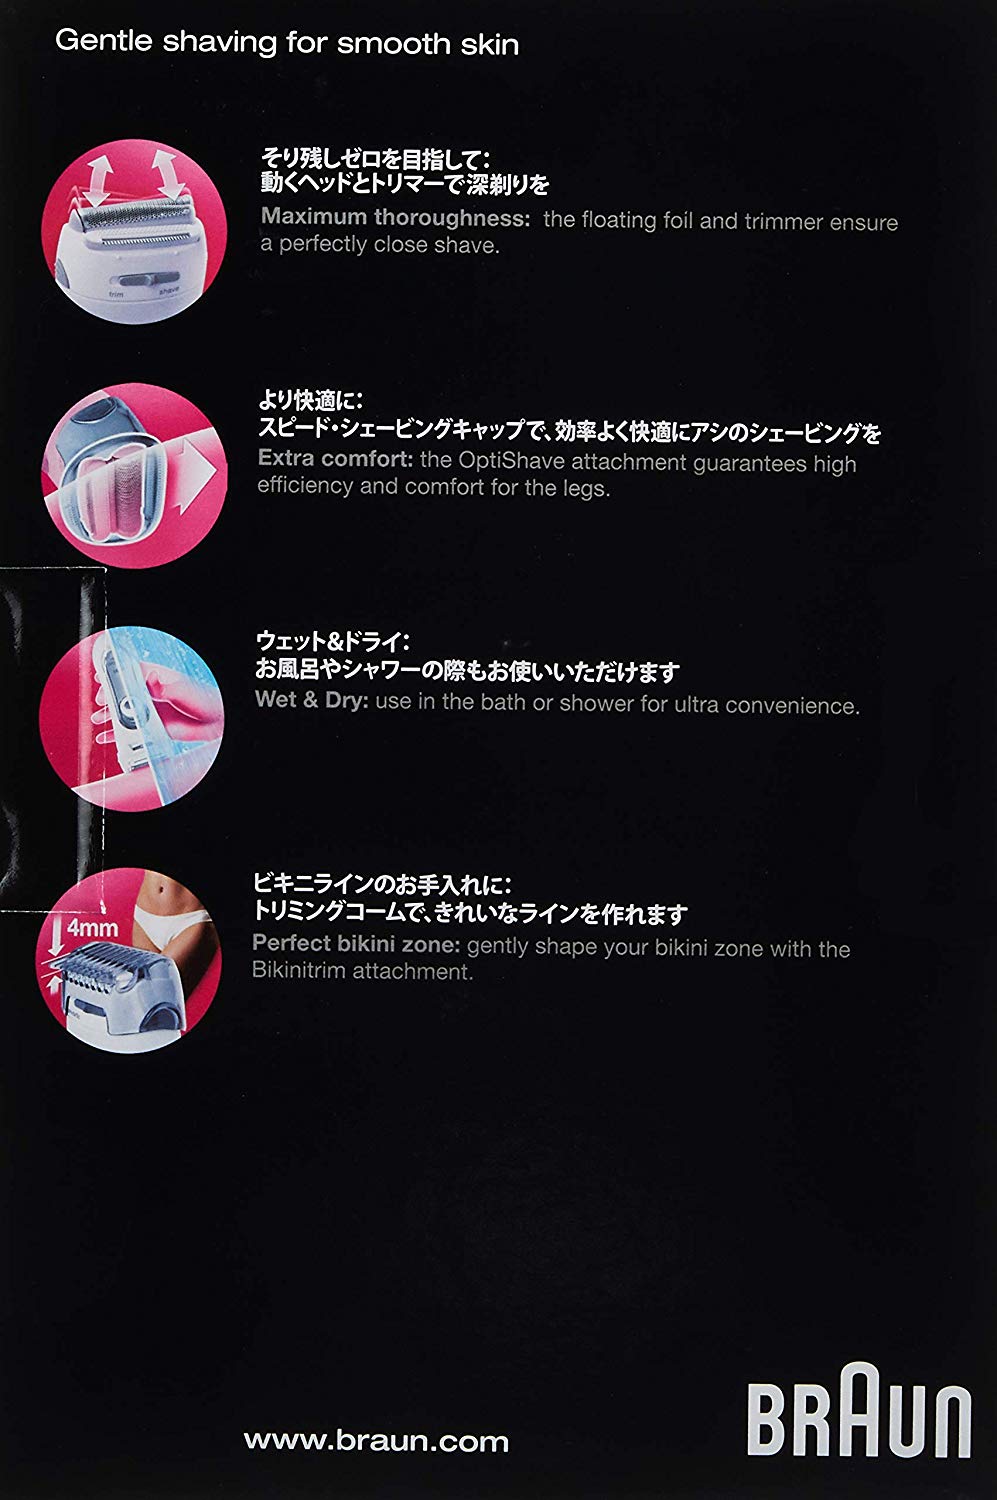 Gentle shaving for smooth skin
そり残しゼロを目指して：
動くヘッドとトリマーで深剃りを
Maximum thoroughness: the floating foil and trimmer ensure
a perfectly close shave.
trim shave
より快適に：
スピード・シェービングキャップで、効率よく快適にアシのシェービングを
Extra comfort: the OptiShave attachment guarantees high
efficiency and comfort for the legs.
ウェット&ドライ：
お風呂やシャワーの際もお使いいただけます
Wet & Dry: use in the bath or shower for ultra convenience.
ビキニラインのお手入れに：
トリミングコームで、きれいなラインを作れます
4mm
Perfect bikini zone: gently shape your bikini zone with the
Bikinitrim attachment.
www.braun.com
BRAUN